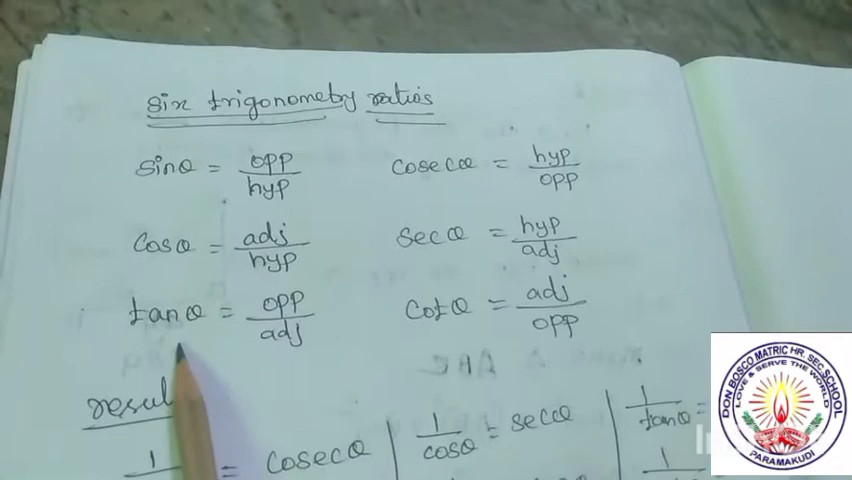 six trigonometry ratios
sinθ = opp/hyp   cosecθ = hyp/opp
cosθ = adj/hyp   secθ = hyp/adj
tanθ = opp/adj   cotθ = adj/opp
resul
1 = cosecθ | 1/cosθ = secθ | 1/tanθ =
1
DON BOSCO MATRIC HR. SEC. SCHOOL
LOVE & SERVE THE WORLD
PARAMAKUDI